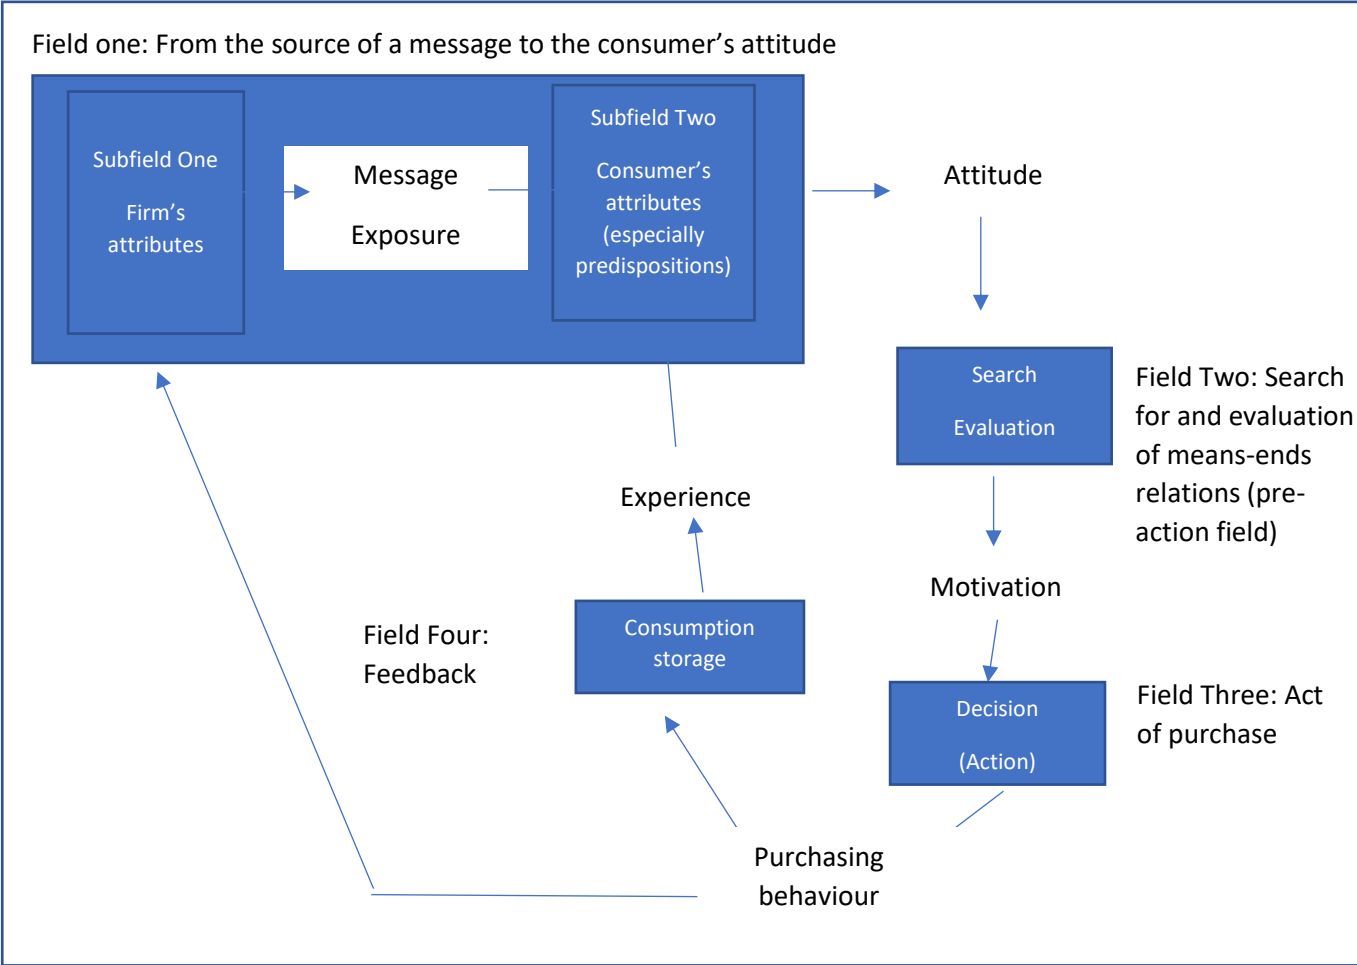 Field one: From the source of a message to the consumer’s attitude
Subfield One
Firm’s
attributes
Message
Exposure
Subfield Two
Consumer’s
attributes
(especially
predispositions)
Attitude
Search
Evaluation
Field Two: Search
for and evaluation
of means-ends
relations (pre-
action field)
Experience
Motivation
Field Four:
Feedback
Consumption
storage
Decision
(Action)
Field Three: Act
of purchase
Purchasing
behaviour